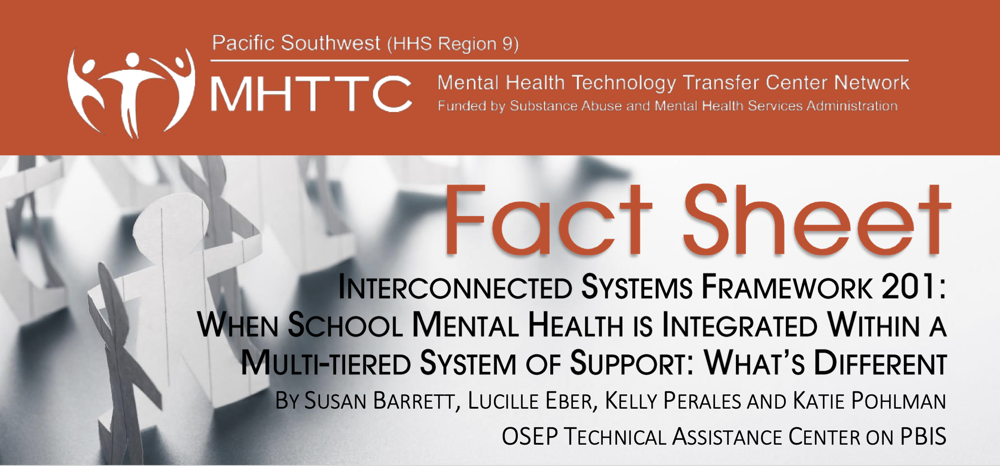 Pacific Southwest (HHS Region 9)
MHTTC
Mental Health Technology Transfer Center Network
Funded by Substance Abuse and Mental Health Services Administration
Fact Sheet
INTERCONNECTED SYSTEMS FRAMEWORK 201:
WHEN SCHOOL MENTAL HEALTH IS INTEGRATED WITHIN A
MULTI-TIERED SYSTEM OF SUPPORT: WHAT'S DIFFERENT
BY SUSAN BARRETT, LUCILLE EBER, KELLY PERALES AND KATIE POHLMAN
OSEP TECHNICAL ASSISTANCE CENTER ON PBIS